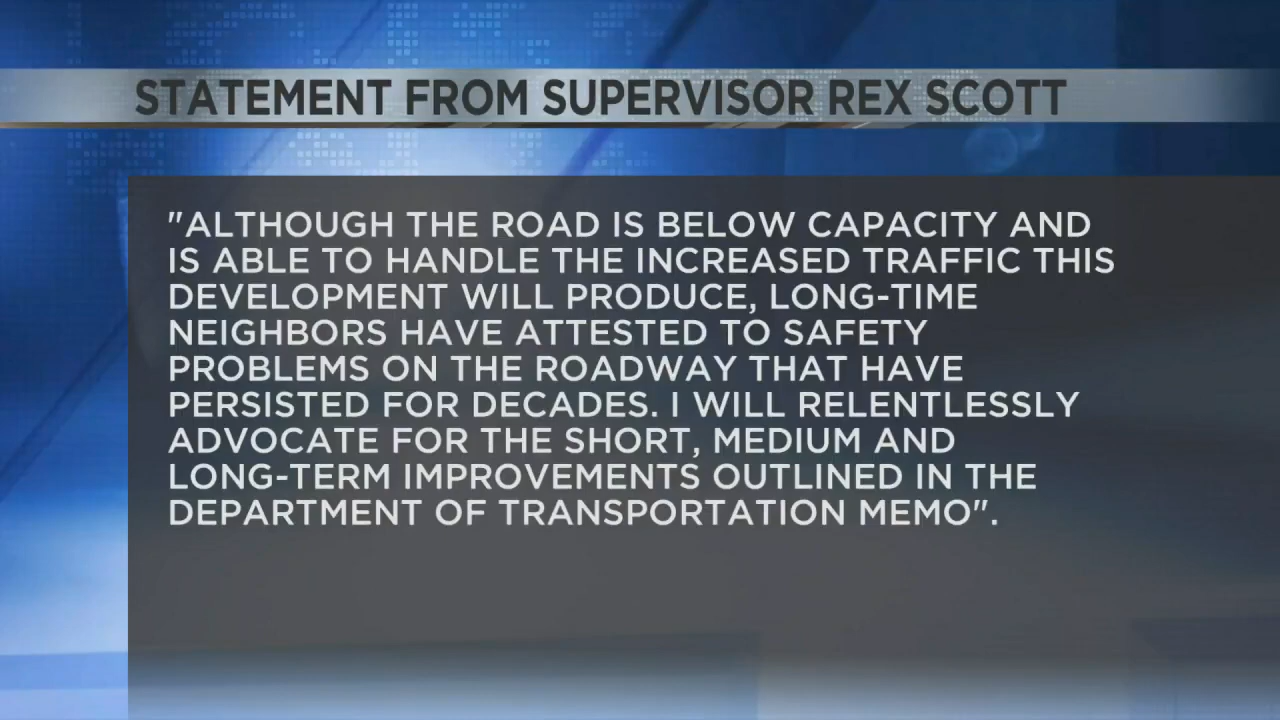 STATEMENT FROM SUPERVISOR REX SCOTT
"ALTHOUGH THE ROAD IS BELOW CAPACITY AND
IS ABLE TO HANDLE THE INCREASED TRAFFIC THIS
DEVELOPMENT WILL PRODUCE, LONG-TIME
NEIGHBORS HAVE ATTESTED TO SAFETY
PROBLEMS ON THE ROADWAY THAT HAVE
PERSISTED FOR DECADES. I WILL RELENTLESSLY
ADVOCATE FOR THE SHORT, MEDIUM AND
LONG-TERM IMPROVEMENTS OUTLINED IN THE
DEPARTMENT OF TRANSPORTATION MEMO".